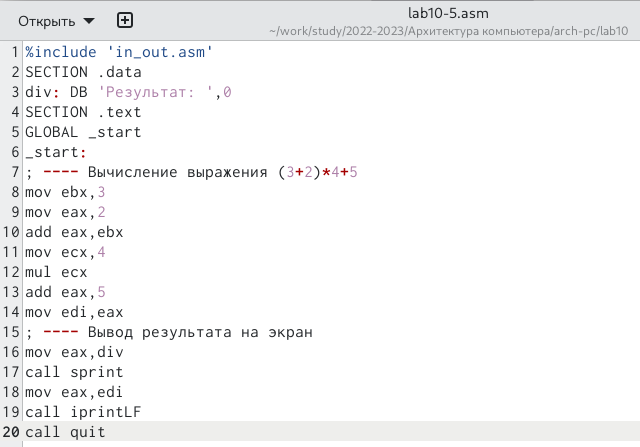 Открыть
lab10-5.asm
~/work/study/2022-2023/Архитектура компьютера/arch-pc/lab10
1 %include 'in_out.asm'
2 SECTION .data
3 div: DB 'Результат: ',0
4 SECTION .text
5 GLOBAL _start
6 _start:
7 ; ---- Вычисление выражения (3+2)*4+5
8 mov ebx,3
9 mov eax,2
10 add eax,ebx
11 mov ecx,4
12 mul ecx
13 add eax,5
14 mov edi,eax
15 ; ---- Вывод результата на экран
16 mov eax,div
17 call sprint
18 mov eax,edi
19 call iprintLF
20 call quit